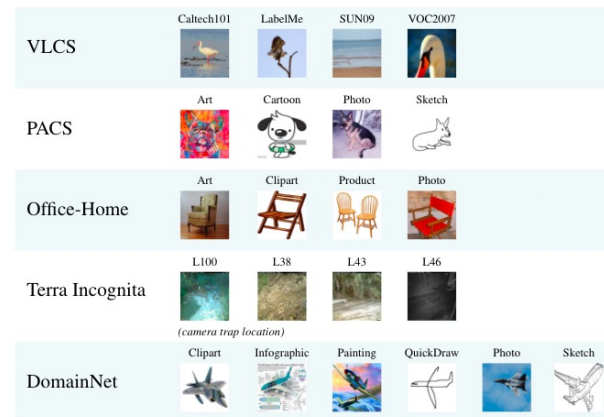 Caltech101 LabelMe SUN09 VOC2007
VLCS
Art Cartoon Photo Sketch
PACS
Art Clipart Product Photo
Office-Home
L100 L38 L43 L46
Terra Incognita
(camera trap location)
Clipart Infographic Painting QuickDraw Photo Sketch
DomainNet